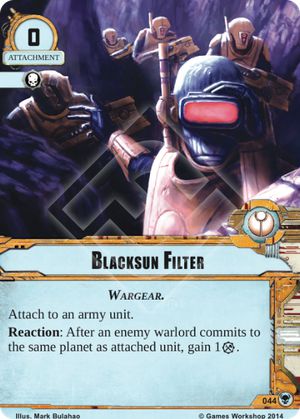 0
ATTACHMENT
BLACKSUN FILTER
WARGEAR.
Attach to an army unit.
Reaction: After an enemy warlord commits to
the same planet as attached unit, gain 1.
044
Illus. Mark Bulahao © Games Workshop 2014